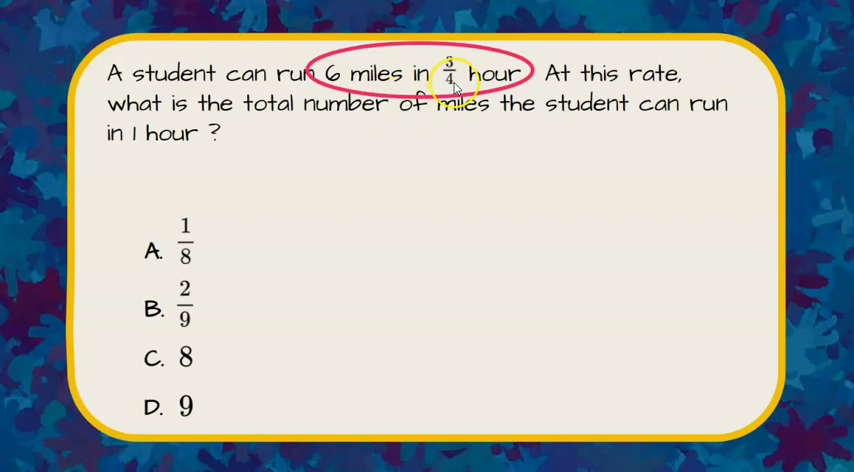 A student can run 6 miles in 3/4 hour. At this rate,
what is the total number of miles the student can run
in 1 hour ?
A. 1/8
B. 2/9
C. 8
D. 9